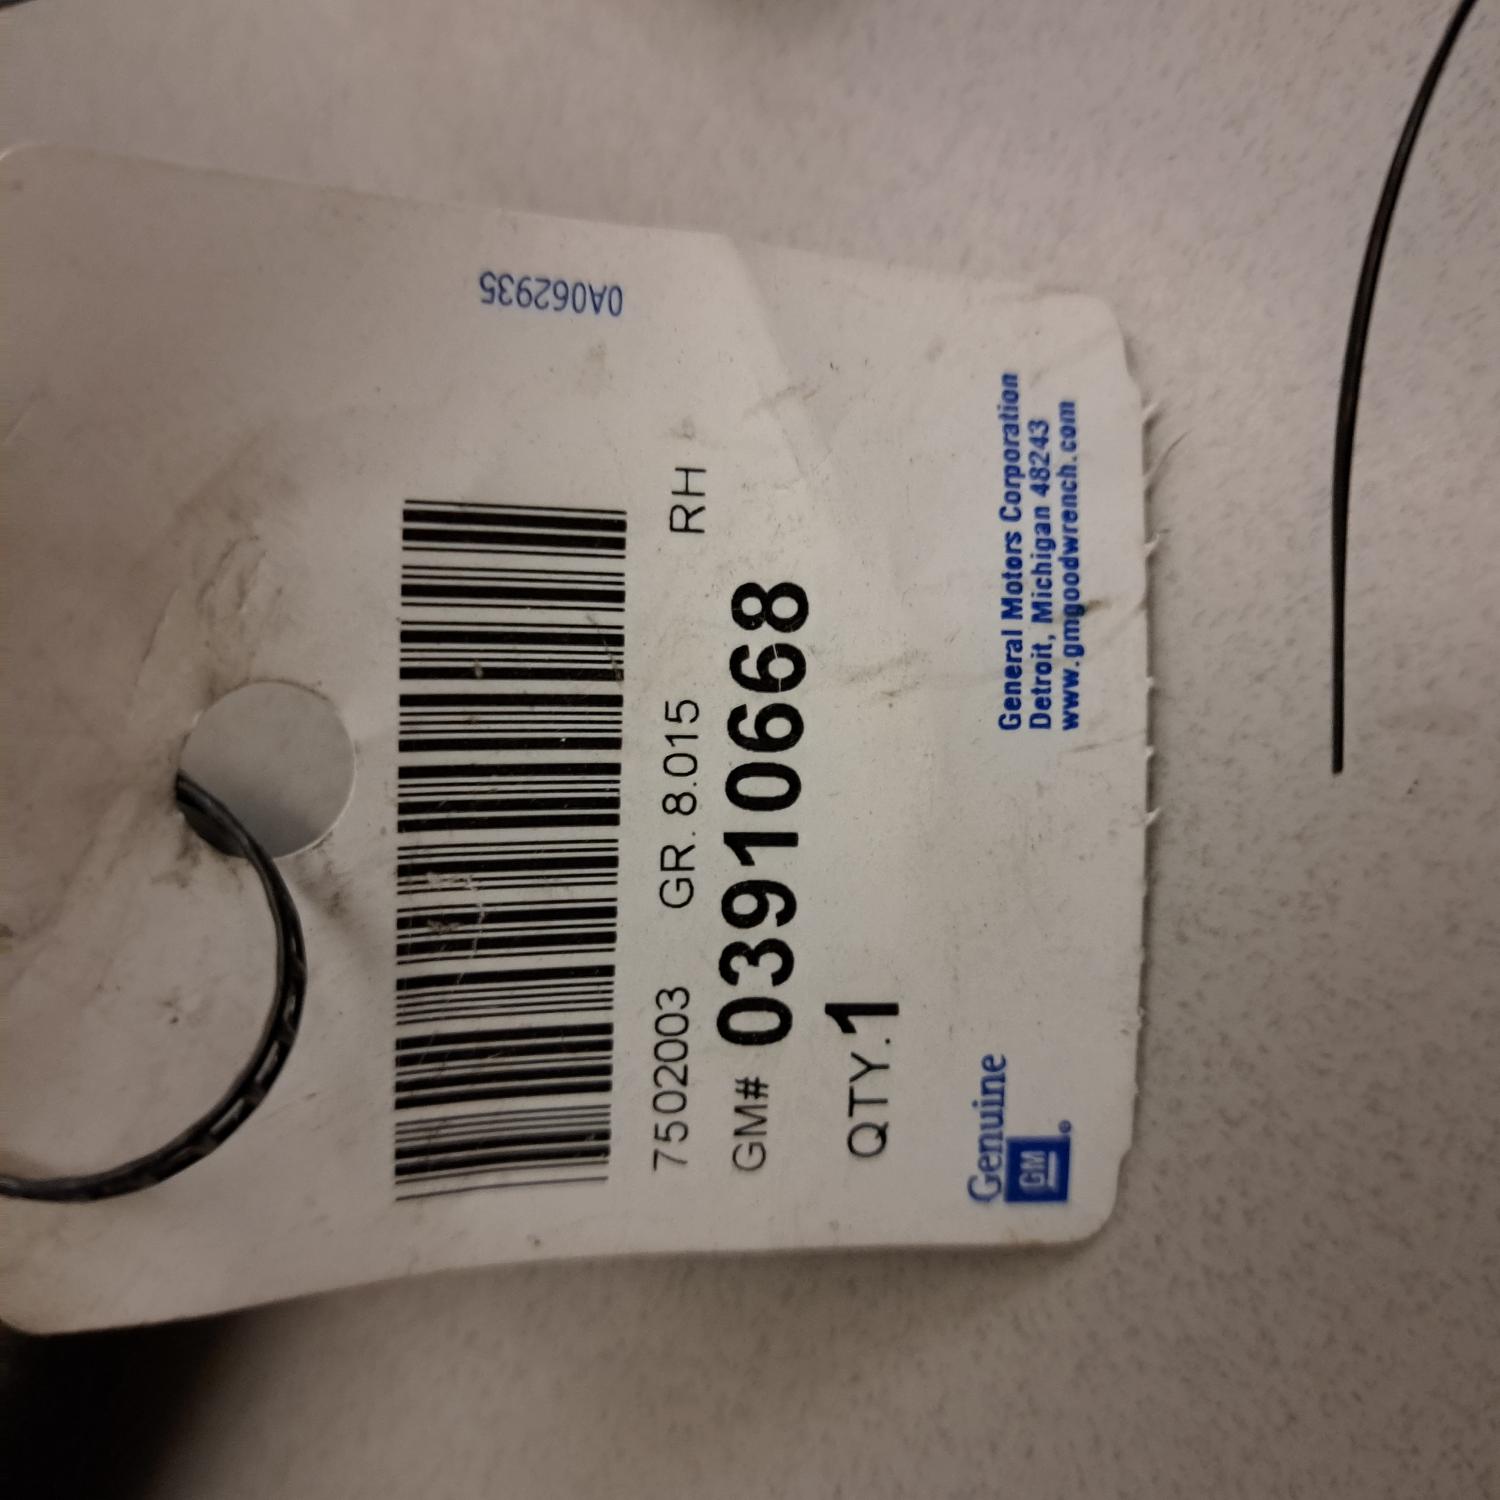 0A062935
7502003 GR. 8.015 RH
GM# 03910668
QTY. 1
Genuine
GM
General Motors Corporation
Detroit, Michigan 48243
www.gmgoodwrench.com